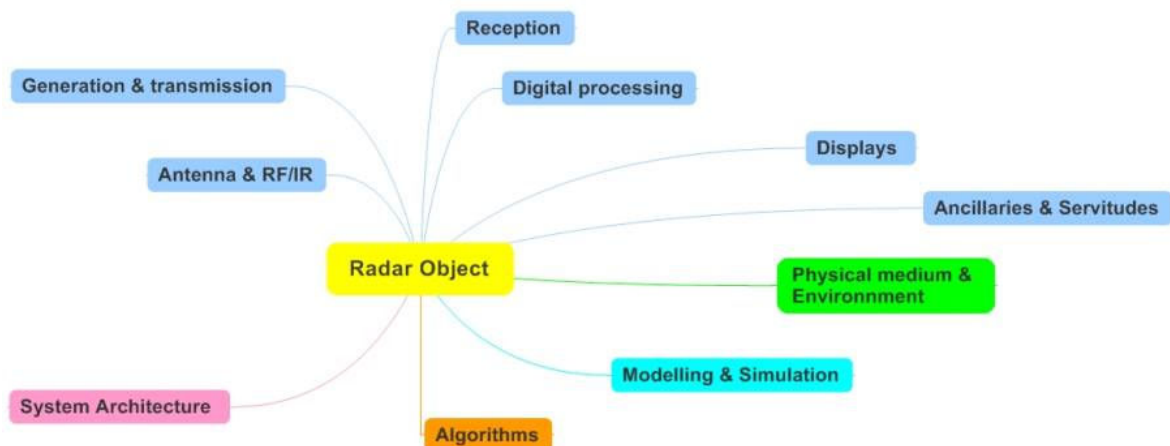 Reception
Generation & transmission
Digital processing
Displays
Antenna & RF/IR
Ancillaries & Servitudes
Radar Object
Physical medium &
Environnment
Modelling & Simulation
System Architecture
Algorithms